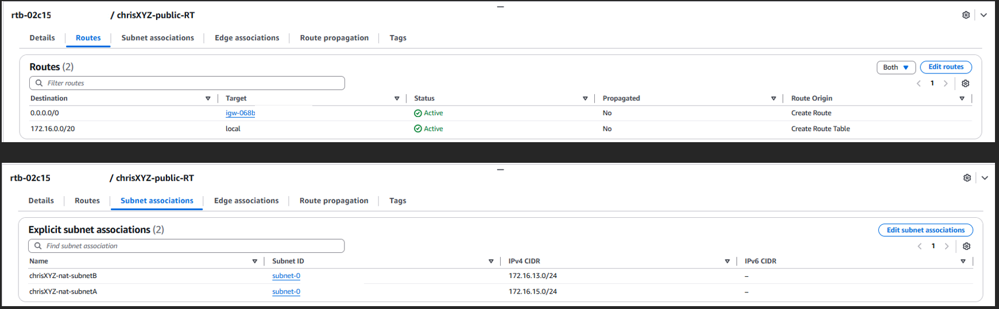 rtb-02c15 / chrisXYZ-public-RT
Details Routes Subnet associations Edge associations Route propagation Tags
Routes (2) Both Edit routes
Filter routes 1
Destination Target Status Propagated Route Origin
0.0.0.0/0 igw-068b Active No Create Route
172.16.0.0/20 local Active No Create Route Table
rtb-02c15 / chrisXYZ-public-RT
Details Routes Subnet associations Edge associations Route propagation Tags
Explicit subnet associations (2) Edit subnet associations
Find subnet association 1
Name Subnet ID IPv4 CIDR IPv6 CIDR
chrisXYZ-nat-subnetB subnet-0 172.16.13.0/24 –
chrisXYZ-nat-subnetA subnet-0 172.16.15.0/24 –